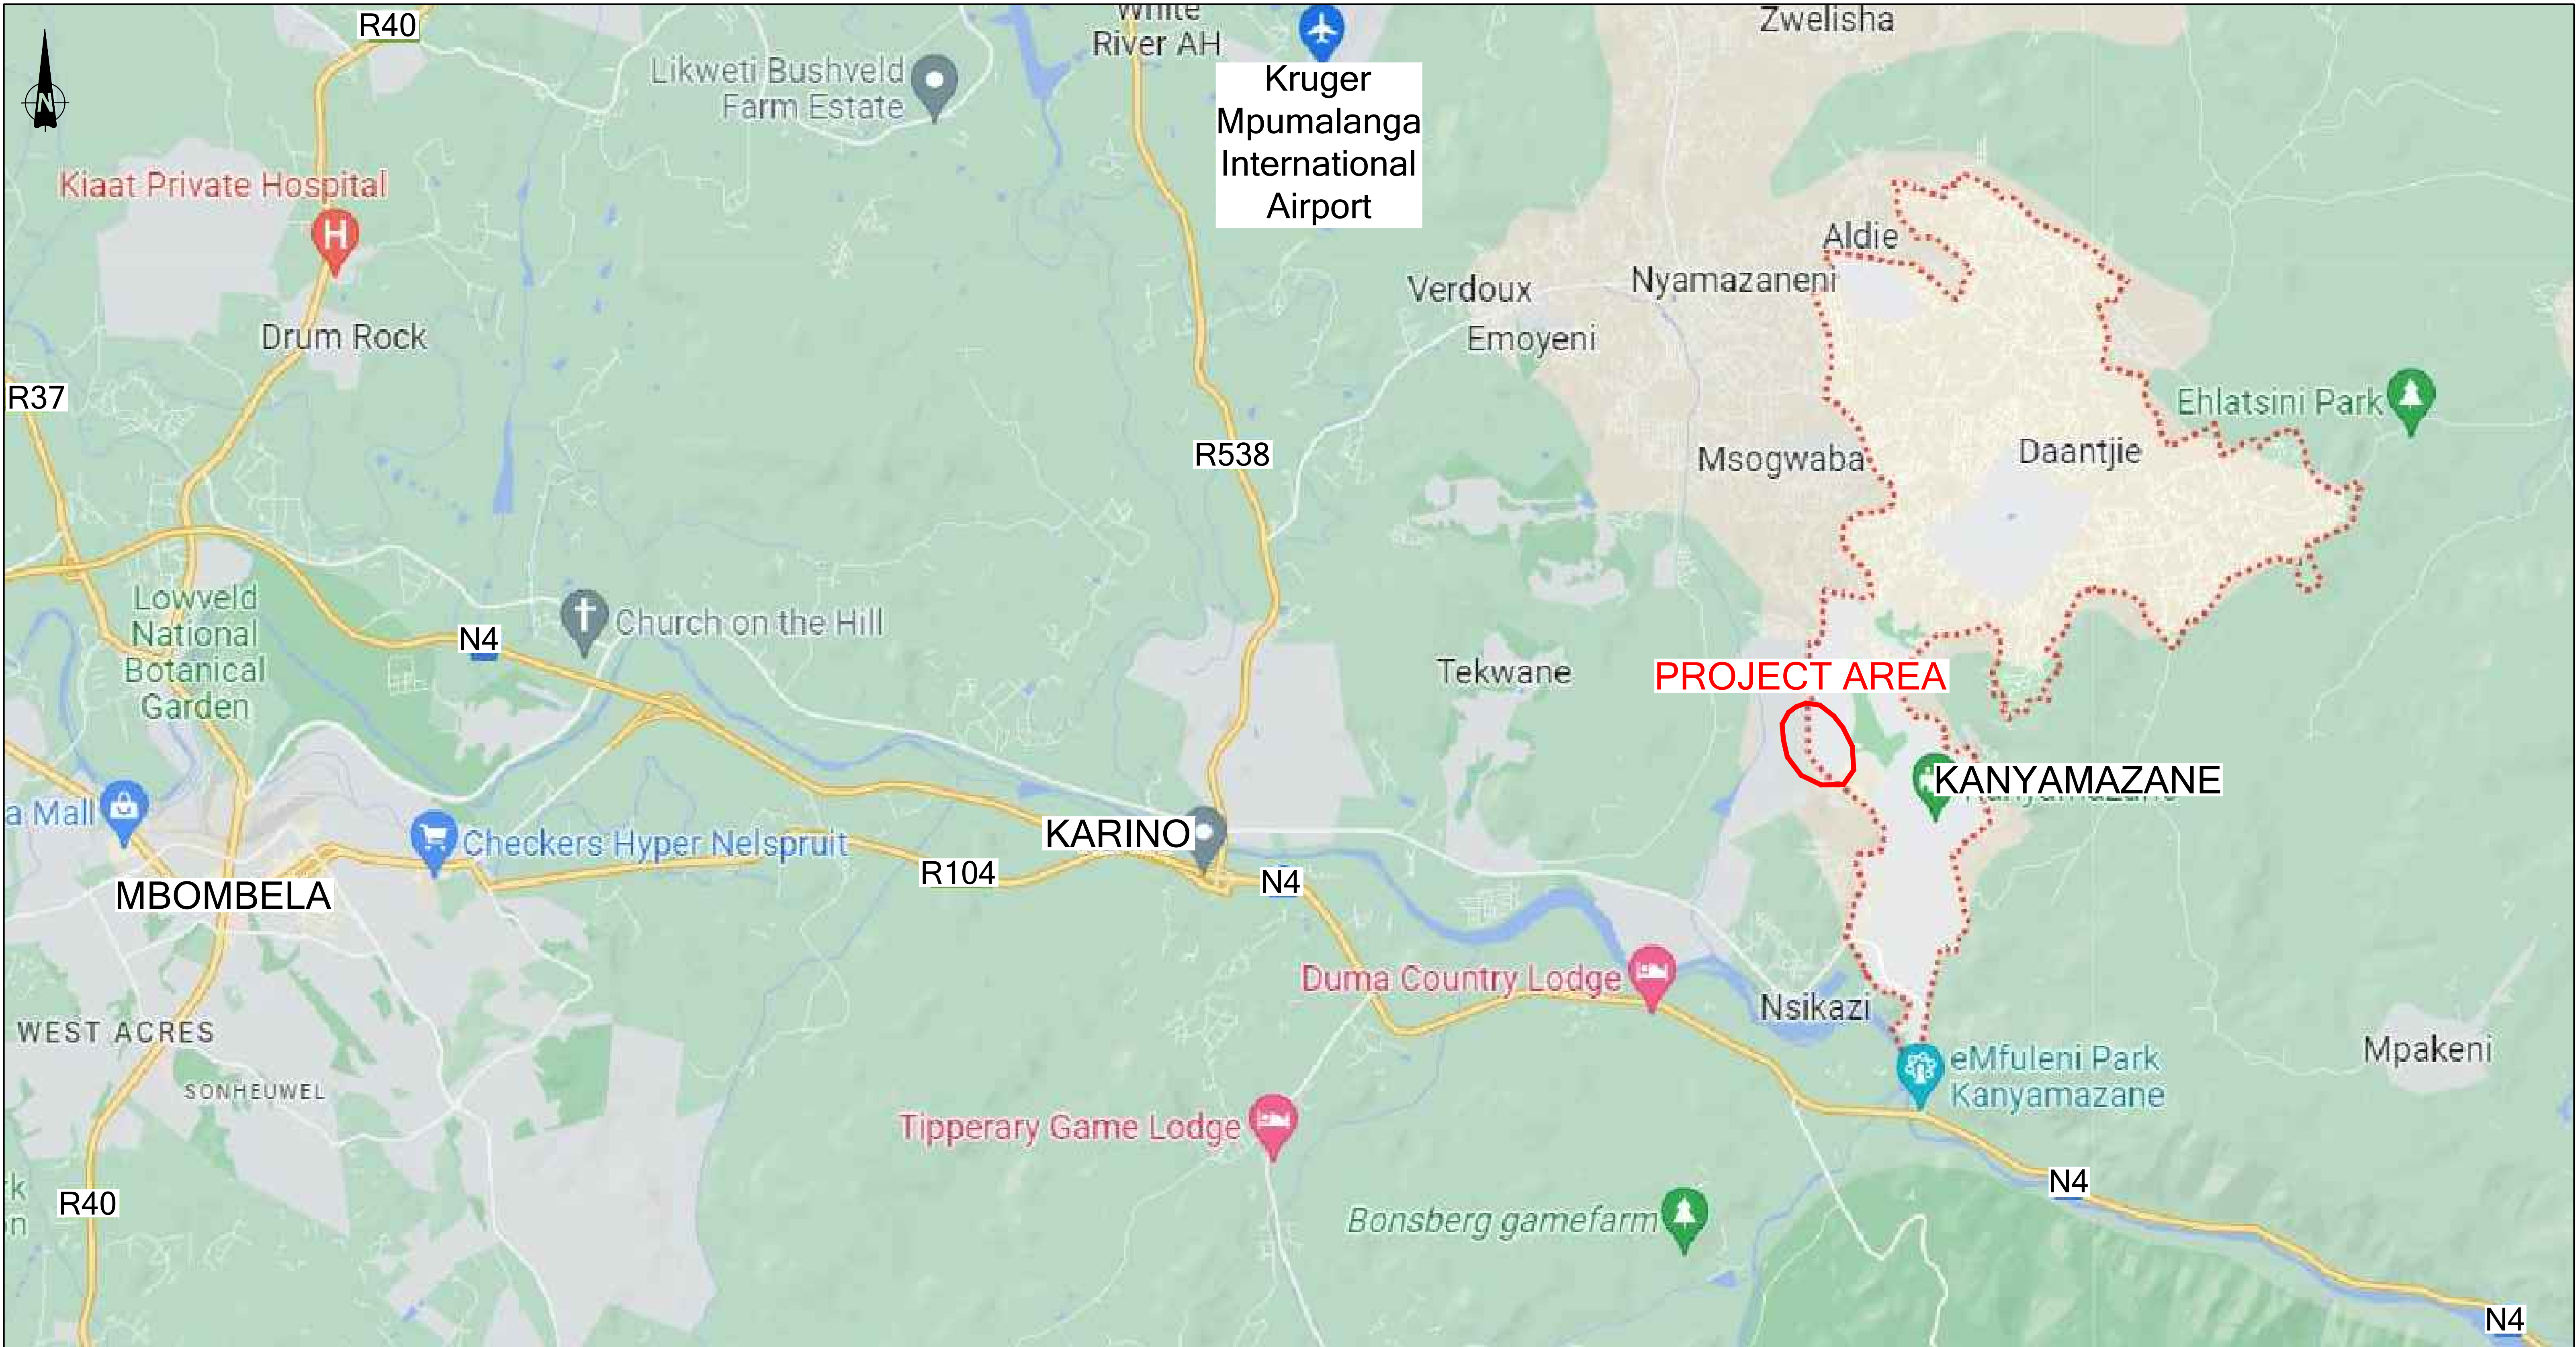 R40
White
River AH
Zwelisha
N
Likweti Bushveld
Farm Estate
Kruger
Mpumalanga
International
Airport
Kiaat Private Hospital
H
Aldie
Verdoux
Nyamazaneni
Drum Rock
Emoyeni
R37
Ehlatsini Park
R538
Msogwaba
Daantjie
Lowveld
National
Botanical
Garden
N4
Church on the Hill
Tekwane
PROJECT AREA
KANYAMAZANE
a Mall
Checkers Hyper Nelspruit
KARINO
R104
N4
MBOMBELA
Duma Country Lodge
Nsikazi
WEST ACRES
Mpakeni
eMfuleni Park
Kanyamazane
SONHEUWEL
Tipperary Game Lodge
rk
on
R40
Bonsberg gamefarm
N4
N4